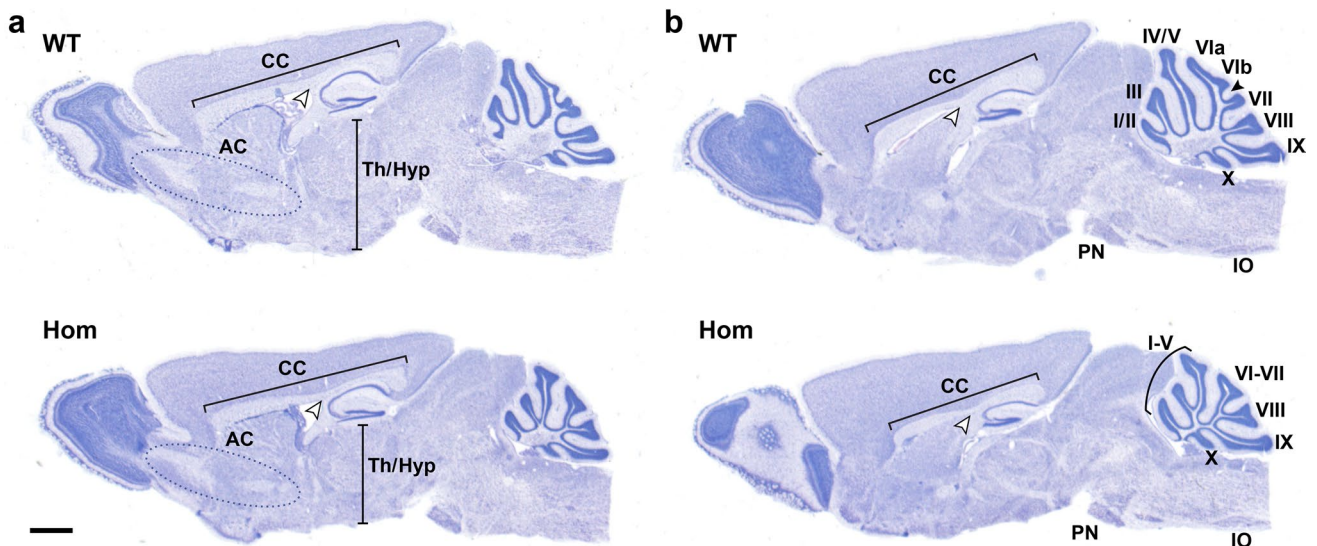 a
WT
CC
AC
Th/Hyp
Hom
CC
AC
Th/Hyp
b
WT
CC
IV/V
VIa
VIb
III
VII
I/II
VIII
IX
X
PN
IO
Hom
CC
I-V
VI-VII
VIII
IX
X
PN
IO